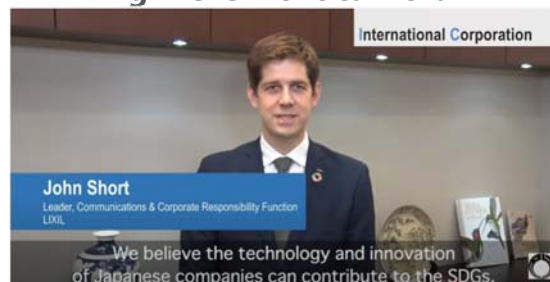 International Corporation
John Short
Leader, Communications & Corporate Responsibility Function
LIXIL
We believe the technology and innovation
of Japanese companies can contribute to the SDGs.